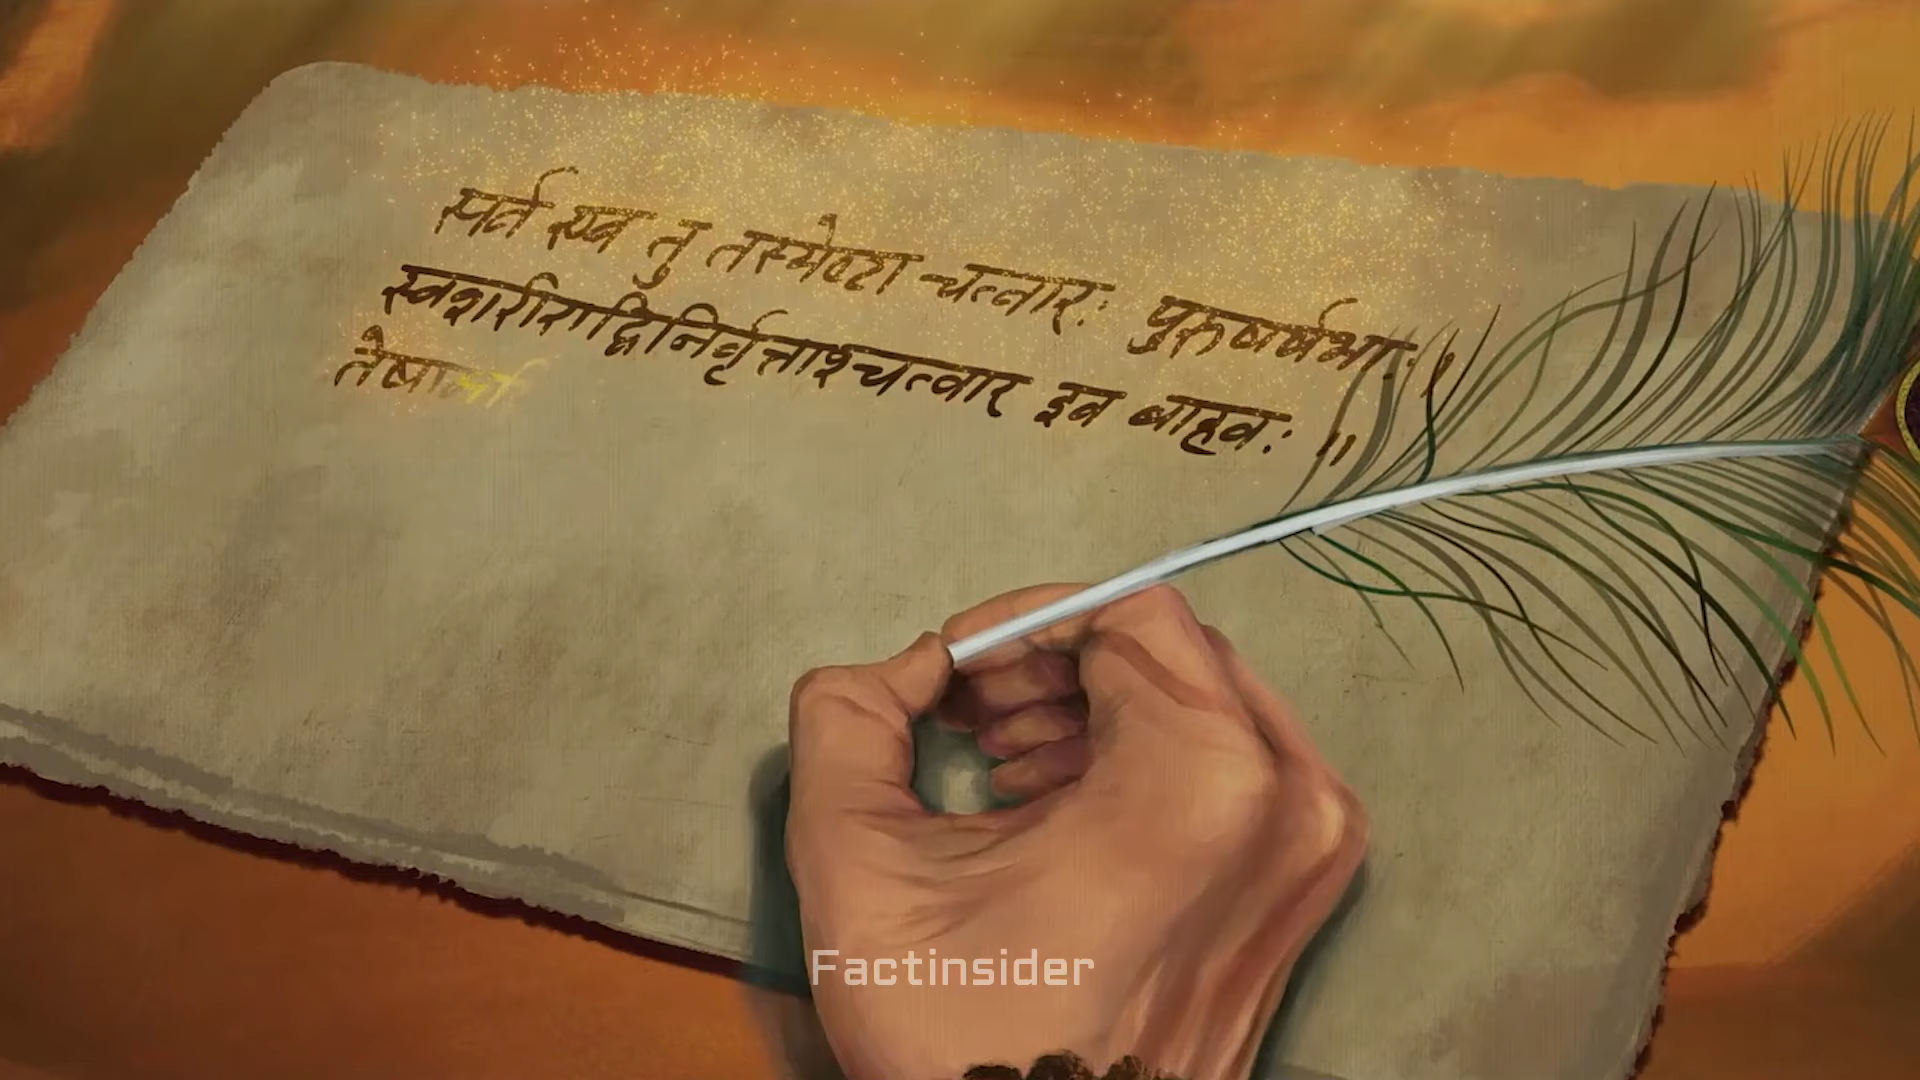 सर्व एव तु तस्येष्टा चत्वारः पुरुषर्षभाः ॥
स्वशरीराद्विनिर्वृत्ताश्चत्वार इव बाहवः ॥
तेषा
Factinsider